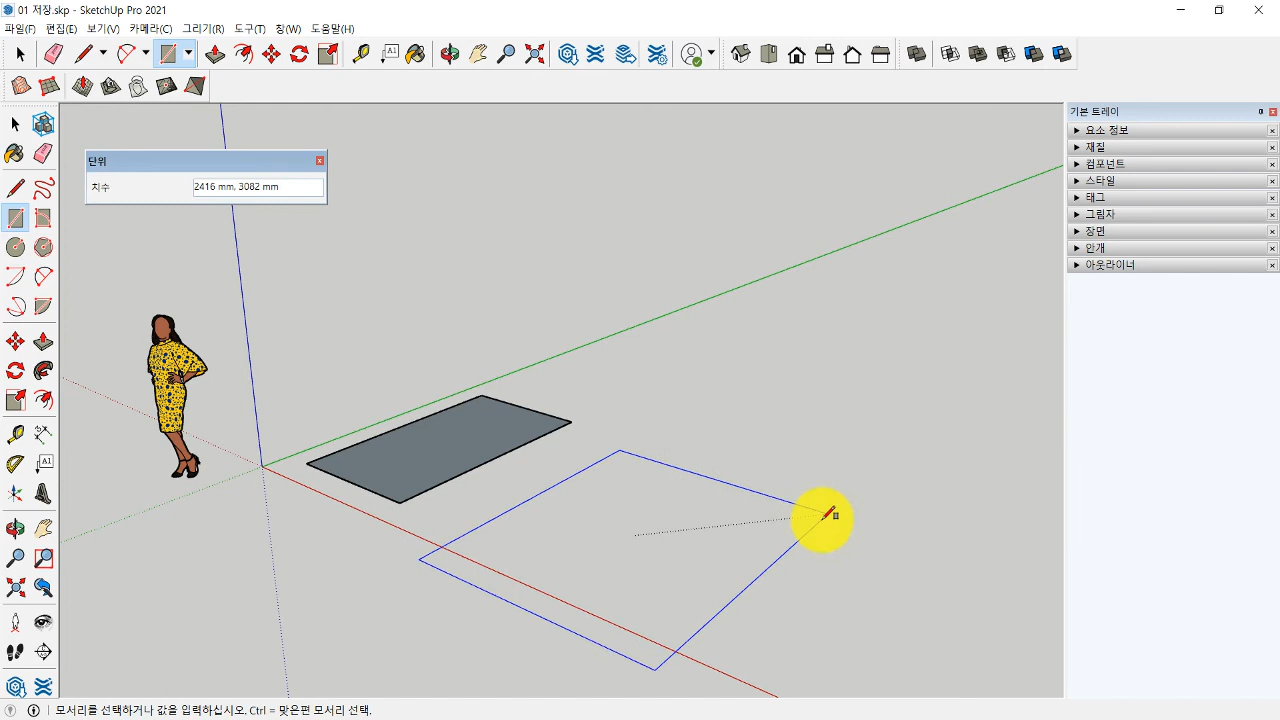 01 저장.skp - SketchUp Pro 2021
파일(F) 편집(E) 보기(V) 카메라(C) 그리기(R) 도구(T) 창(W) 도움말(H)
A1
기본 트레이
요소 정보
재질
컴포넌트
스타일
태그
그림자
장면
안개
아웃라이너
단위
치수 2416 mm, 3082 mm
A1
모서리를 선택하거나 값을 입력하십시오. Ctrl = 맞은편 모서리 선택.